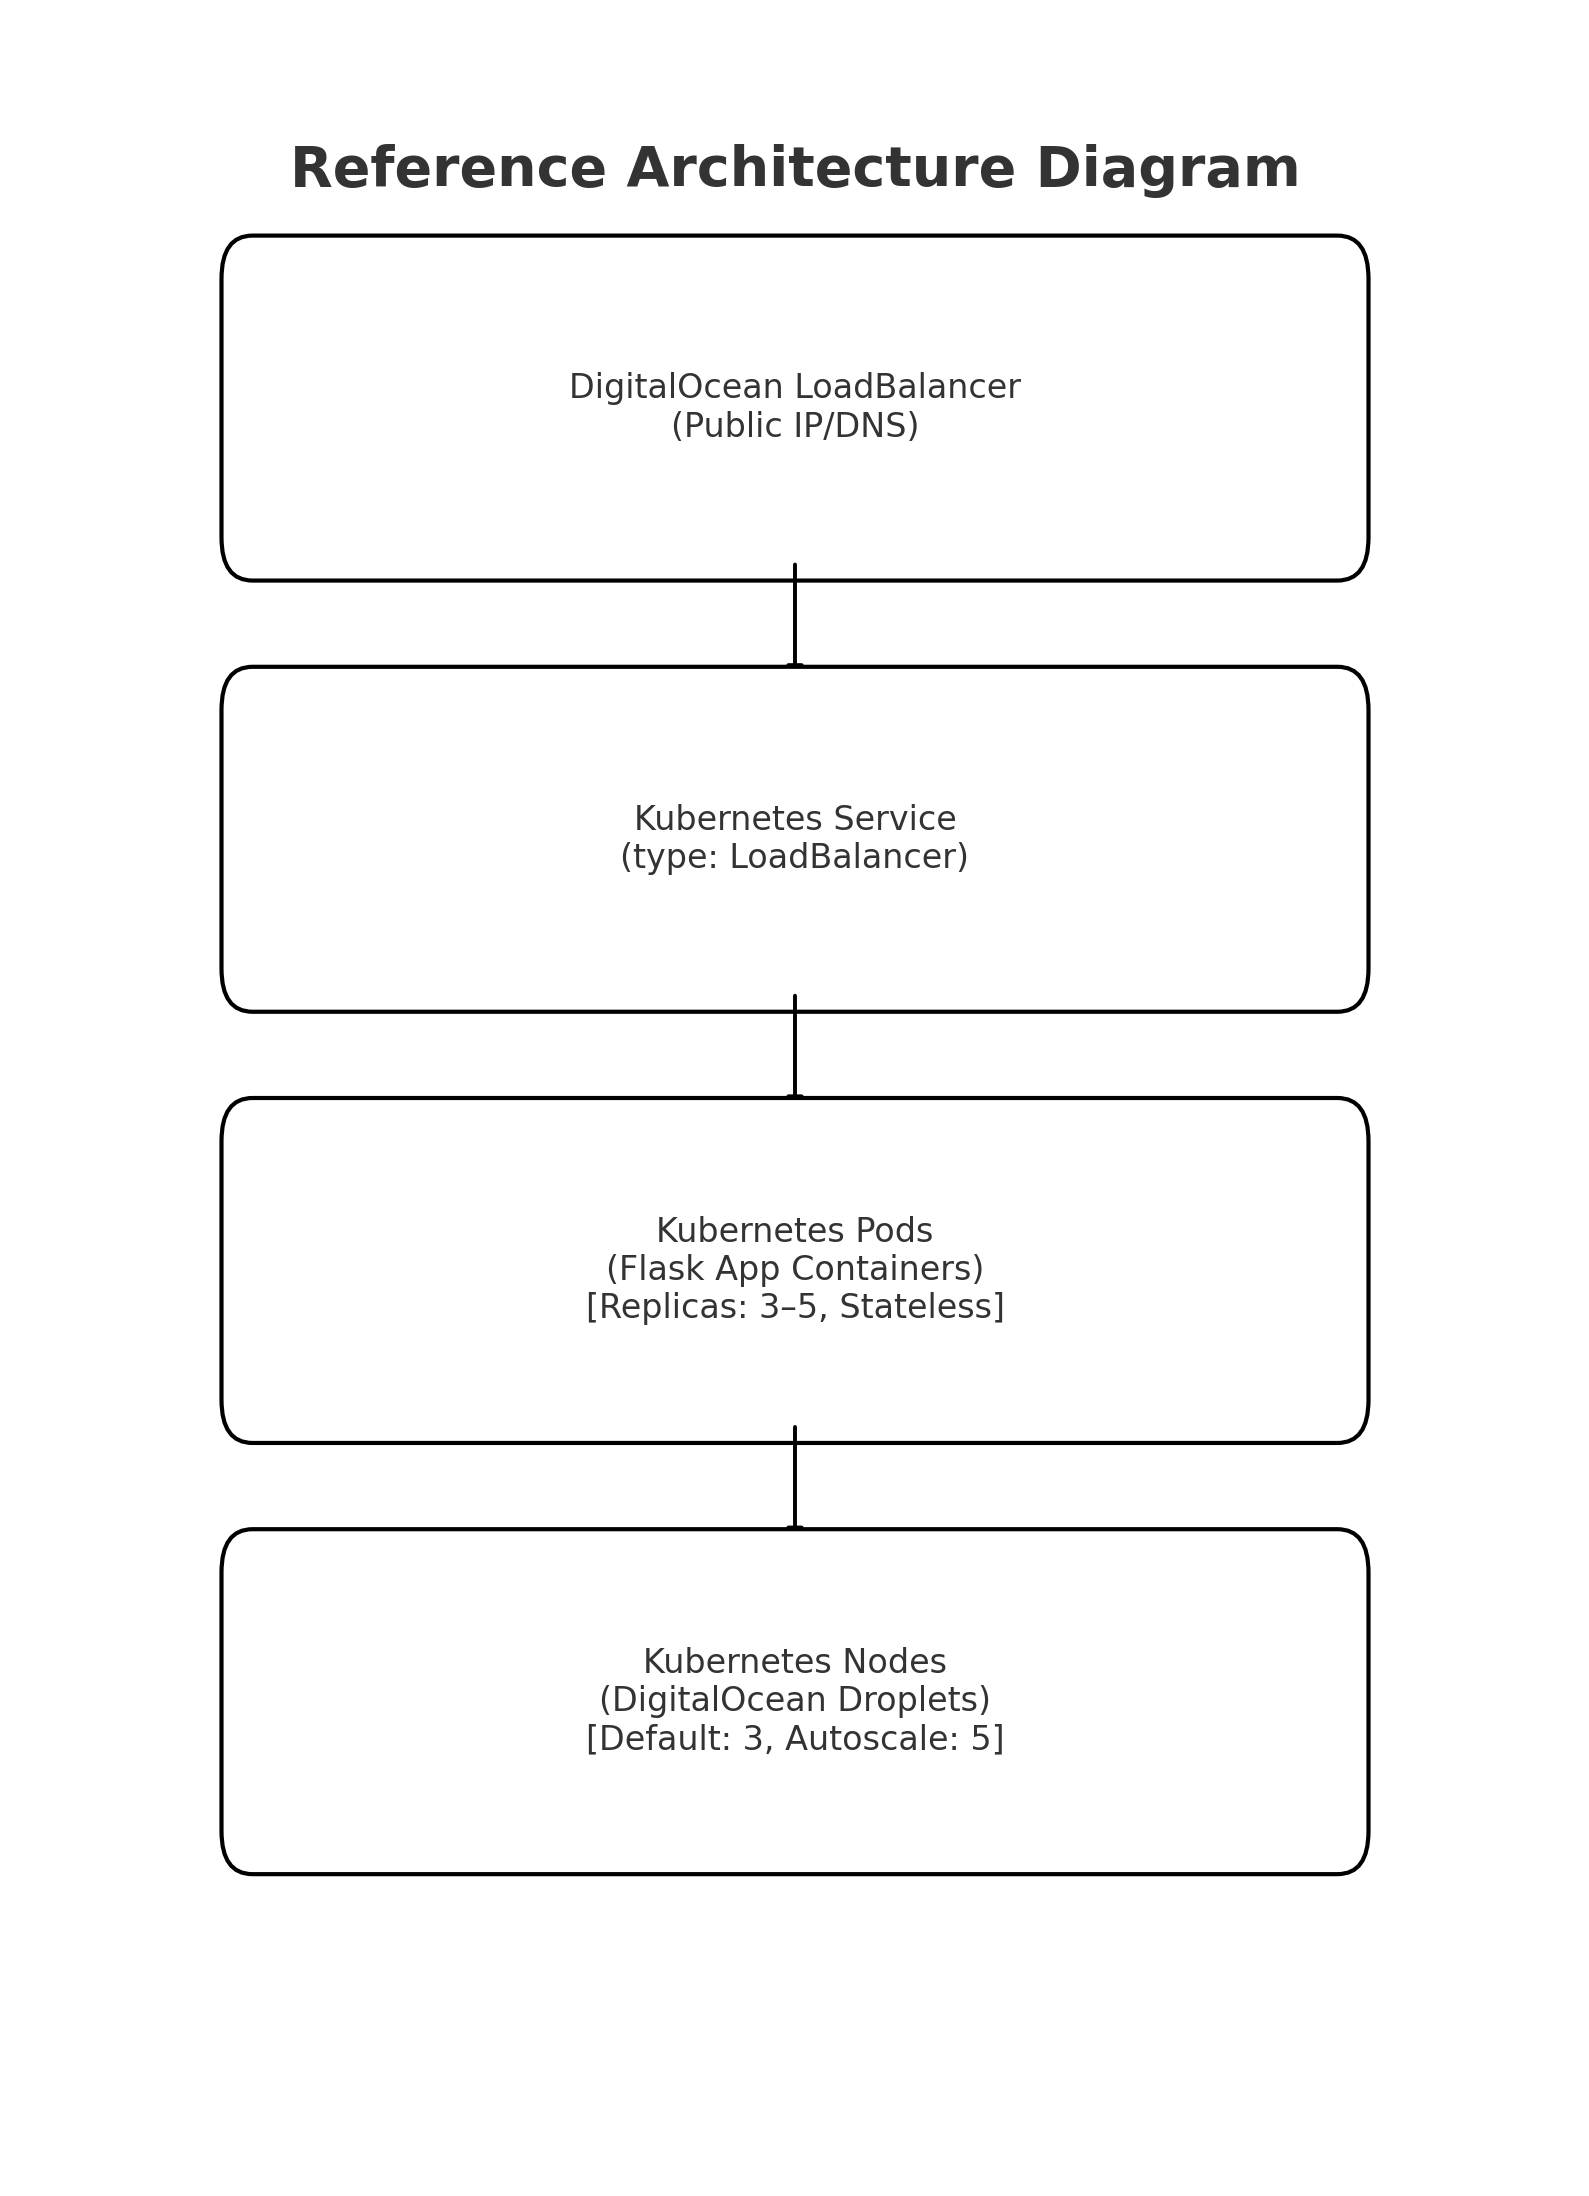 Reference Architecture Diagram
DigitalOcean LoadBalancer
(Public IP/DNS)
Kubernetes Service
(type: LoadBalancer)
Kubernetes Pods
(Flask App Containers)
[Replicas: 3–5, Stateless]
Kubernetes Nodes
(DigitalOcean Droplets)
[Default: 3, Autoscale: 5]